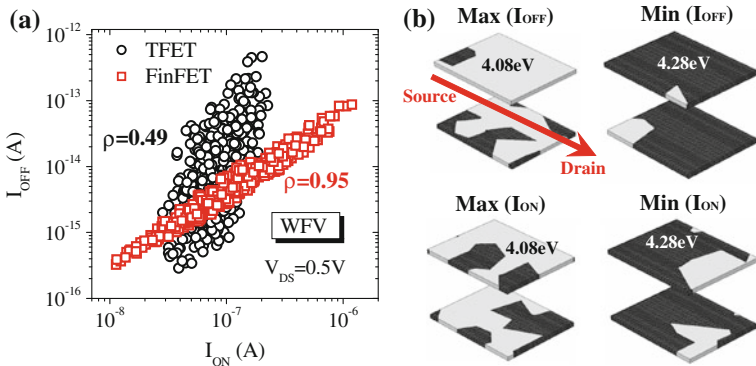 (a)
10⁻¹²
10⁻¹³
10⁻¹⁴
10⁻¹⁵
10⁻¹⁶
I_OFF (A)
TFET
FinFET
ρ=0.49
ρ=0.95
WFV
V_DS=0.5V
10⁻⁸
10⁻⁷
10⁻⁶
I_ON (A)
(b)
Max (I_OFF)
Min (I_OFF)
4.08eV
4.28eV
Source
Drain
Max (I_ON)
Min (I_ON)
4.08eV
4.28eV